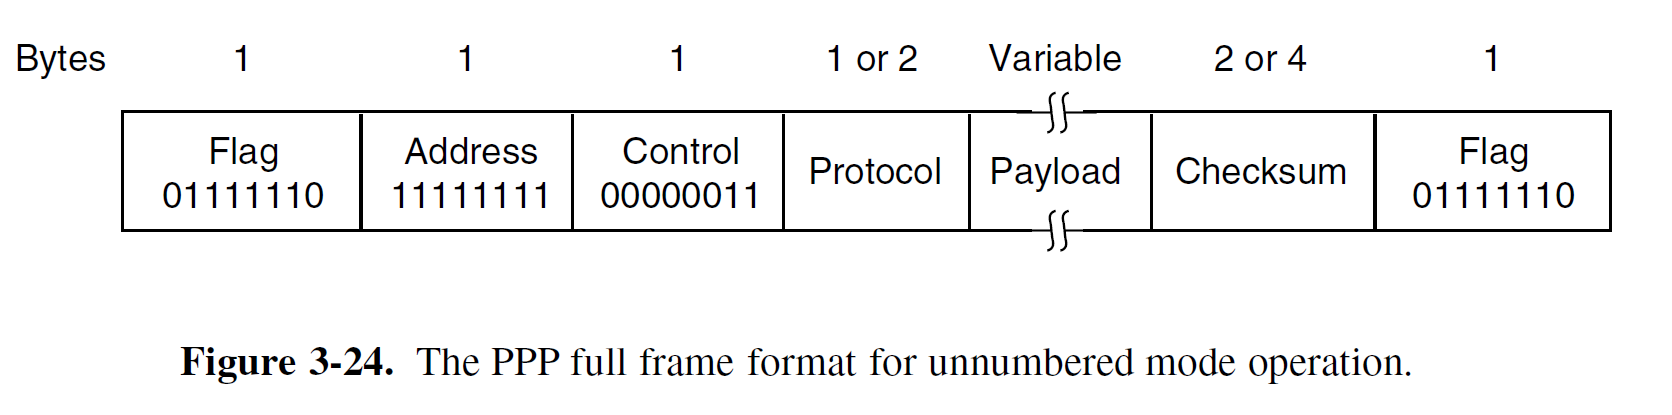 Bytes 1 1 1 1 or 2 Variable 2 or 4 1
Flag Address Control Protocol Payload Checksum Flag
01111110 11111111 00000011 01111110
Figure 3-24. The PPP full frame format for unnumbered mode operation.